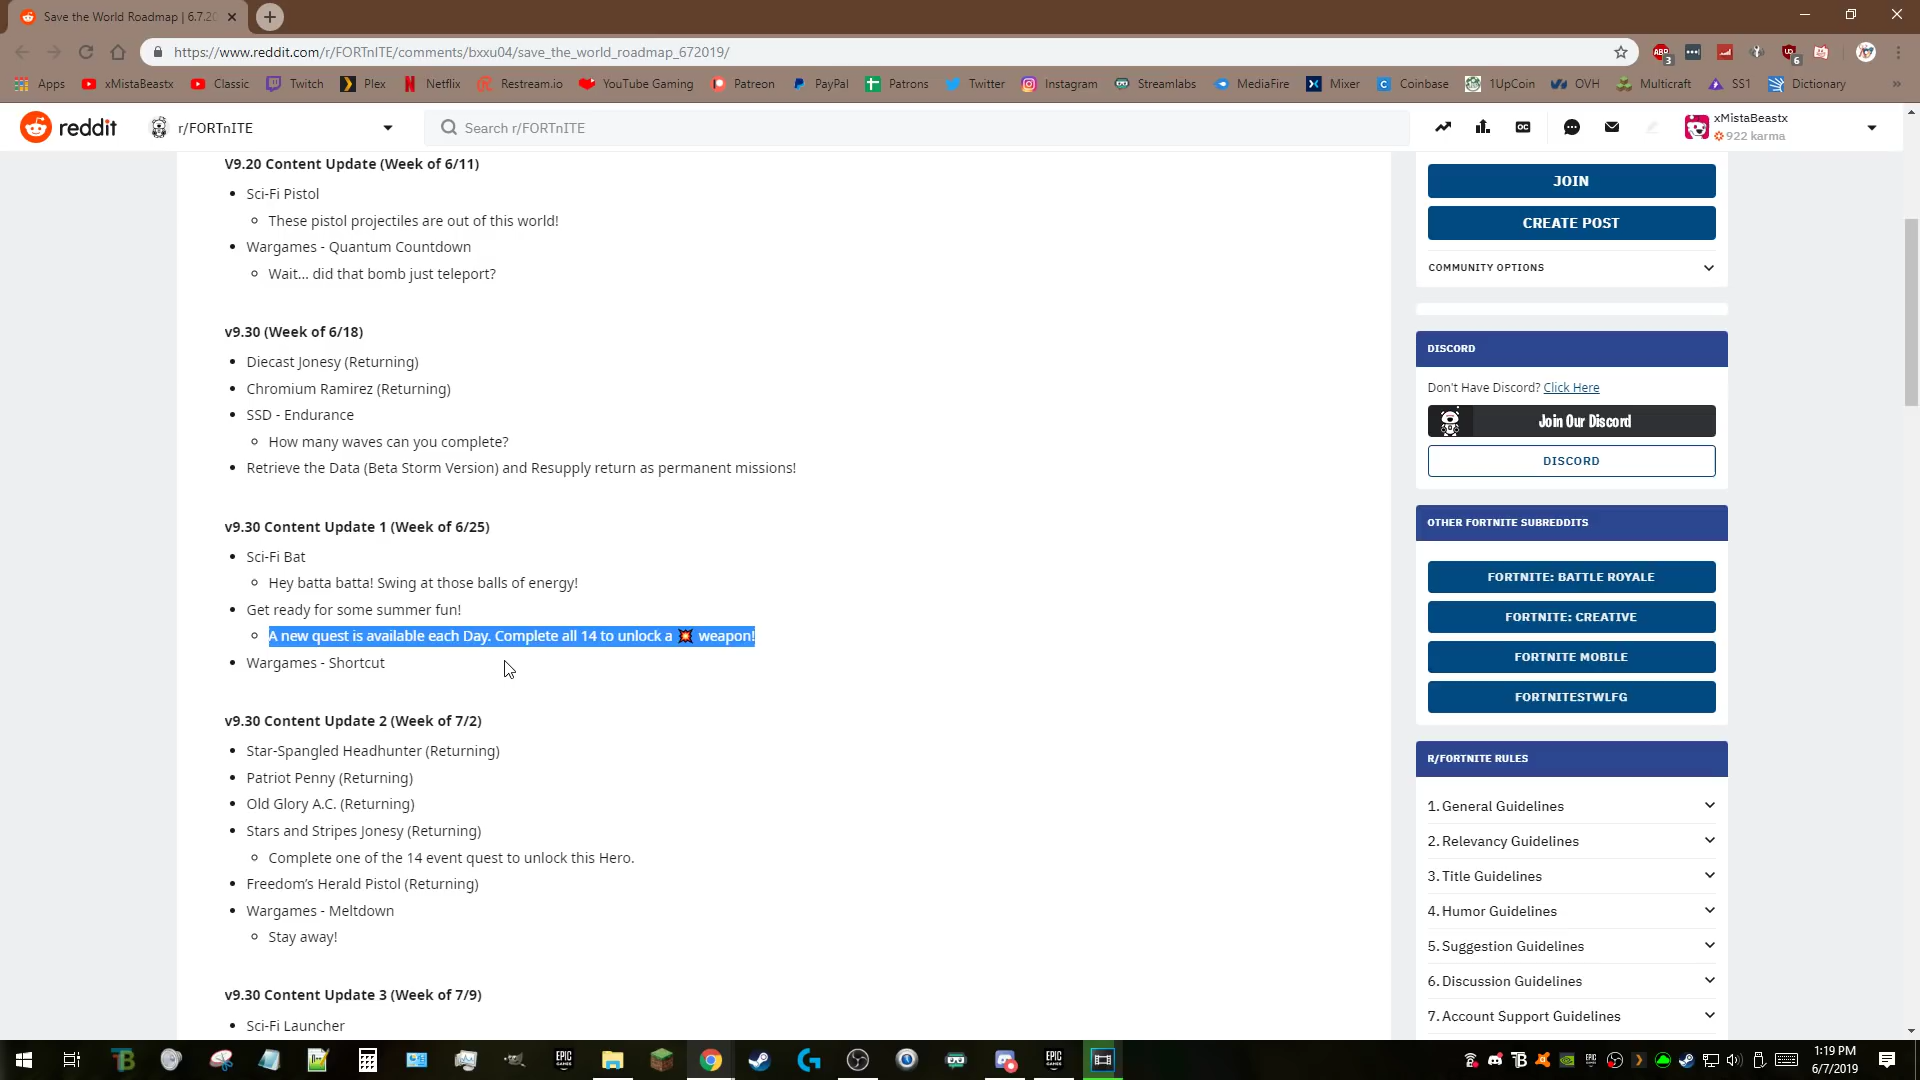 Save the World Roadmap | 6.7.20
https://www.reddit.com/r/FORTnITE/comments/bxxu04/save_the_world_roadmap_672019/
ABP 3
6
Apps xMistaBeastx Classic Twitch Plex Netflix Restream.io YouTube Gaming Patreon PayPal Patrons Twitter Instagram Streamlabs MediaFire Mixer Coinbase 1UpCoin OVH Multicraft SS1 Dictionary »
reddit r/FORTnITE Search r/FORTnITE OC xMistaBeastx
922 karma
V9.20 Content Update (Week of 6/11)
Sci-Fi Pistol
These pistol projectiles are out of this world!
Wargames - Quantum Countdown
Wait... did that bomb just teleport?
v9.30 (Week of 6/18)
Diecast Jonesy (Returning)
Chromium Ramirez (Returning)
SSD - Endurance
How many waves can you complete?
Retrieve the Data (Beta Storm Version) and Resupply return as permanent missions!
v9.30 Content Update 1 (Week of 6/25)
Sci-Fi Bat
Hey batta batta! Swing at those balls of energy!
Get ready for some summer fun!
A new quest is available each Day. Complete all 14 to unlock a 💥 weapon!
Wargames - Shortcut
v9.30 Content Update 2 (Week of 7/2)
Star-Spangled Headhunter (Returning)
Patriot Penny (Returning)
Old Glory A.C. (Returning)
Stars and Stripes Jonesy (Returning)
Complete one of the 14 event quest to unlock this Hero.
Freedom's Herald Pistol (Returning)
Wargames - Meltdown
Stay away!
v9.30 Content Update 3 (Week of 7/9)
Sci-Fi Launcher
JOIN
CREATE POST
COMMUNITY OPTIONS
DISCORD
Don't Have Discord? Click Here
Join Our Discord
DISCORD
OTHER FORTNITE SUBREDDITS
FORTNITE: BATTLE ROYALE
FORTNITE: CREATIVE
FORTNITE MOBILE
FORTNITESTWLFG
R/FORTNITE RULES
1. General Guidelines
2. Relevancy Guidelines
3. Title Guidelines
4. Humor Guidelines
5. Suggestion Guidelines
6. Discussion Guidelines
7. Account Support Guidelines
EPIC GAMES
EPIC GAMES
1:19 PM
6/7/2019